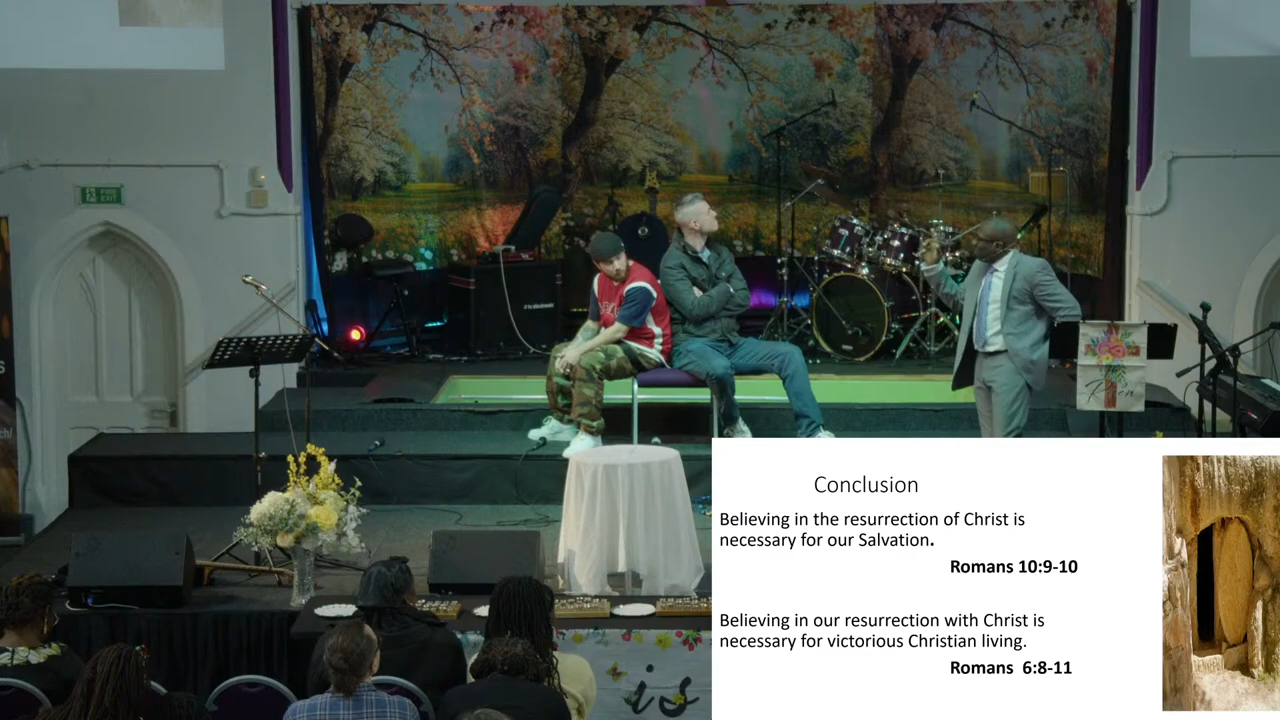 Conclusion
Believing in the resurrection of Christ is
necessary for our Salvation.
Romans 10:9-10
Believing in our resurrection with Christ is
necessary for victorious Christian living.
Romans 6:8-11
is